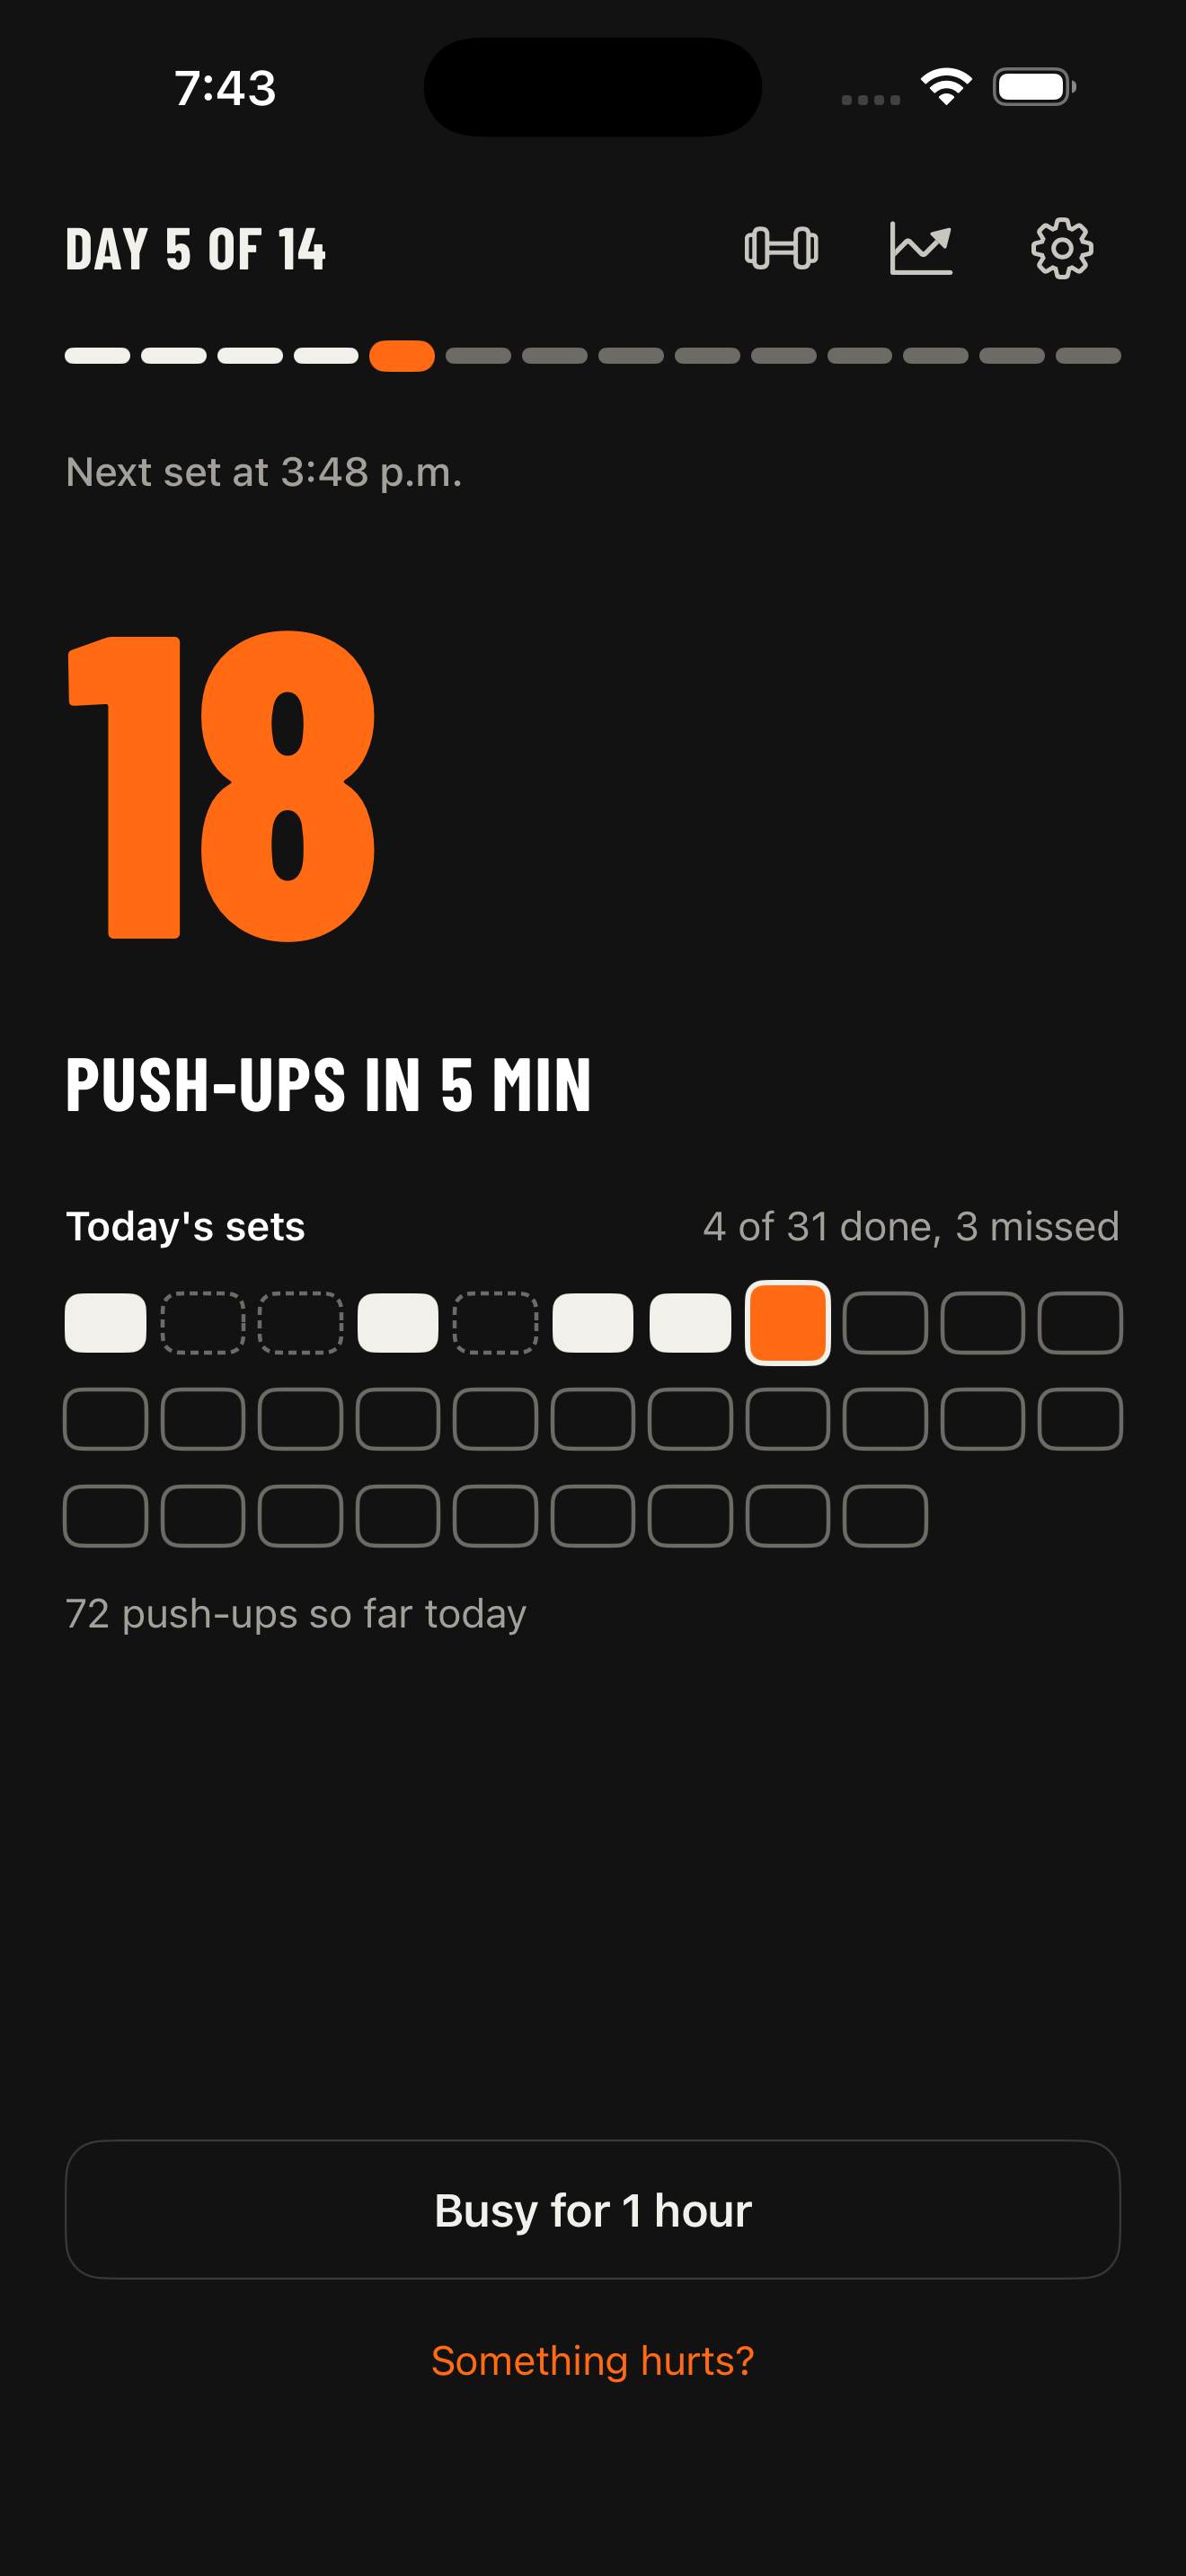 7:43
DAY 5 OF 14
Next set at 3:48 p.m.
18
PUSH-UPS IN 5 MIN
Today's sets
4 of 31 done, 3 missed
72 push-ups so far today
Busy for 1 hour
Something hurts?